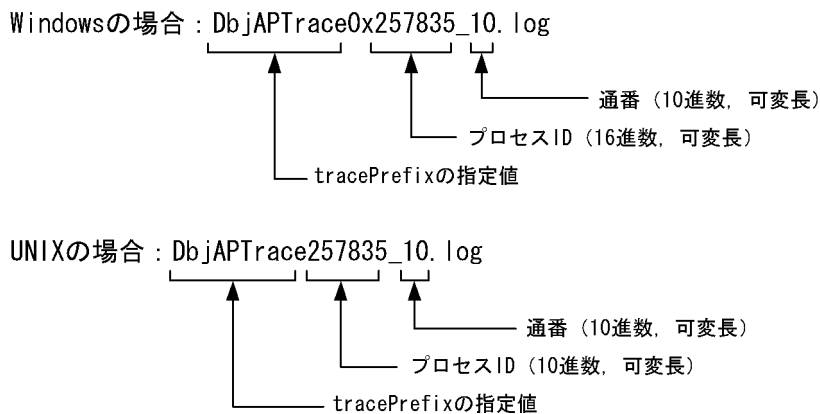 Windowsの場合：DbjAPTrace0x257835_10.log
通番（10進数，可変長）
プロセスID（16進数，可変長）
tracePrefixの指定値
UNIXの場合：DbjAPTrace257835_10.log
通番（10進数，可変長）
プロセスID（10進数，可変長）
tracePrefixの指定値